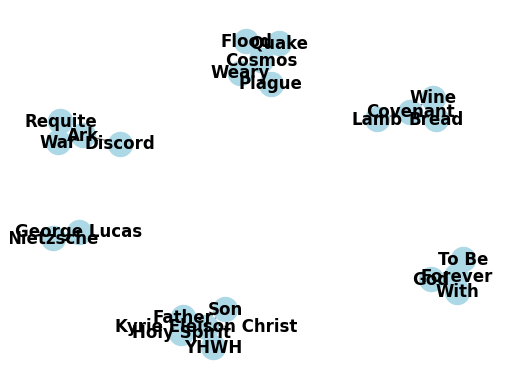 Flood
Quake
Cosmos
Weary
Plague
Wine
Covenant
Lamb
Bread
Requite
Ark
War
Discord
George Lucas
Nietzsche
To Be
Forever
God
With
Son
Father
Kyrie Eleison Christ
Holy Spirit
YHWH